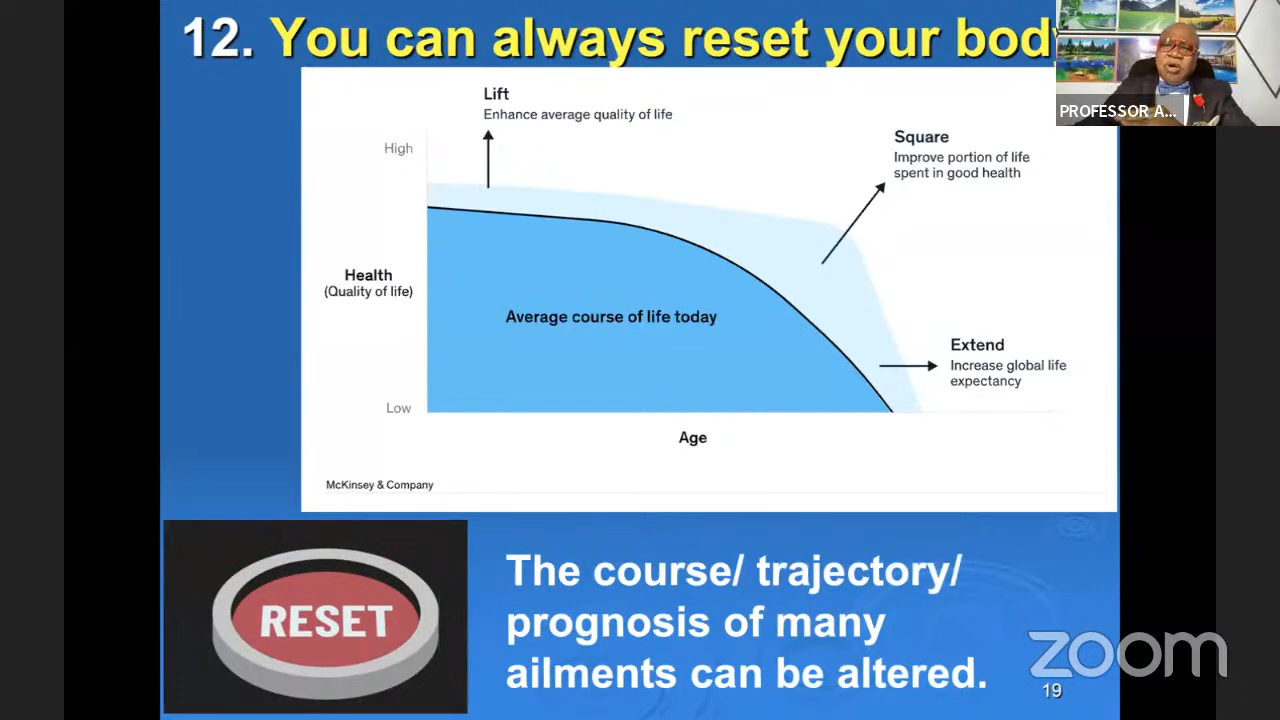 12. You can always reset your body
PROFESSOR A...
Lift
Enhance average quality of life
High
Square
Improve portion of life
spent in good health
Health
(Quality of life)
Average course of life today
Extend
Increase global life
expectancy
Low
Age
McKinsey & Company
RESET
The course/ trajectory/
prognosis of many
ailments can be altered.
zoom
19